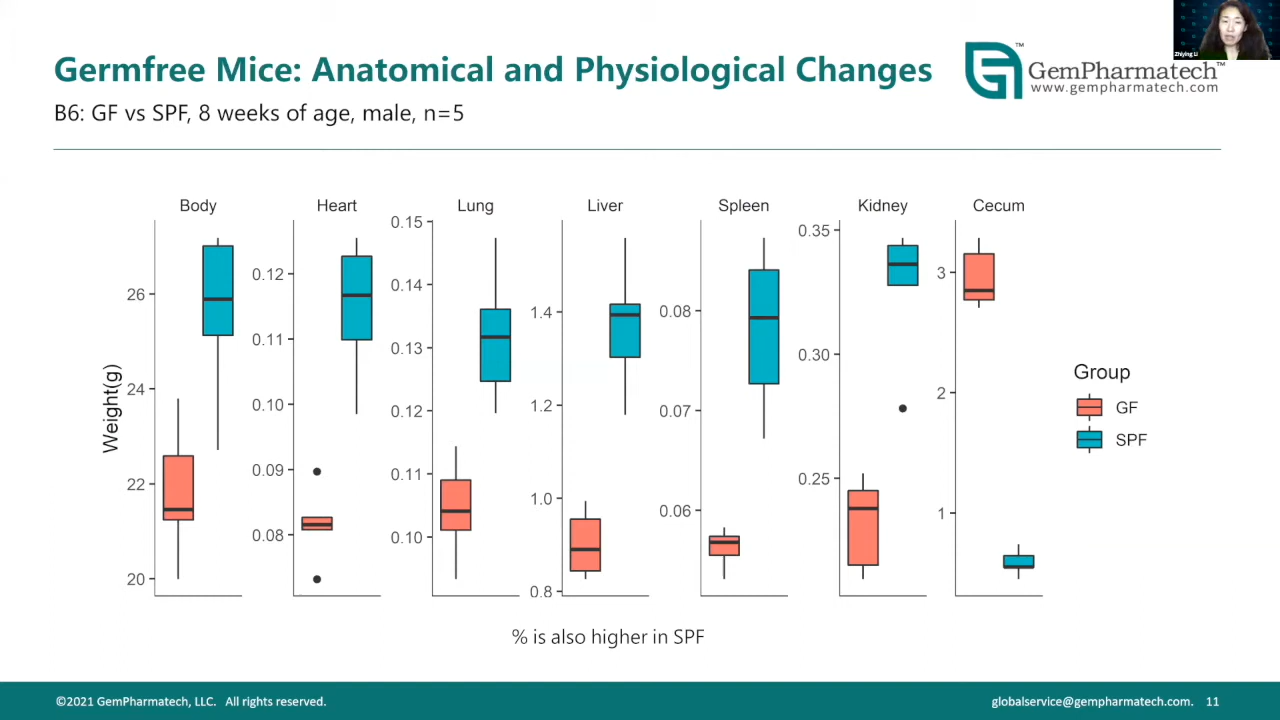 Germfree Mice: Anatomical and Physiological Changes
B6: GF vs SPF, 8 weeks of age, male, n=5
GemPharmatech™
www.gempharmatech.com
TM
Zhiying Li
Body Heart Lung Liver Spleen Kidney Cecum
Weight(g)
26
24
22
20
0.12
0.11
0.10
0.09
0.08
0.15
0.14
0.13
0.12
0.11
0.10
1.4
1.2
1.0
0.8
0.08
0.07
0.06
0.35
0.30
0.25
3
2
1
Group
GF
SPF
% is also higher in SPF
©2021 GemPharmatech, LLC. All rights reserved.
globalservice@gempharmatech.com. 11